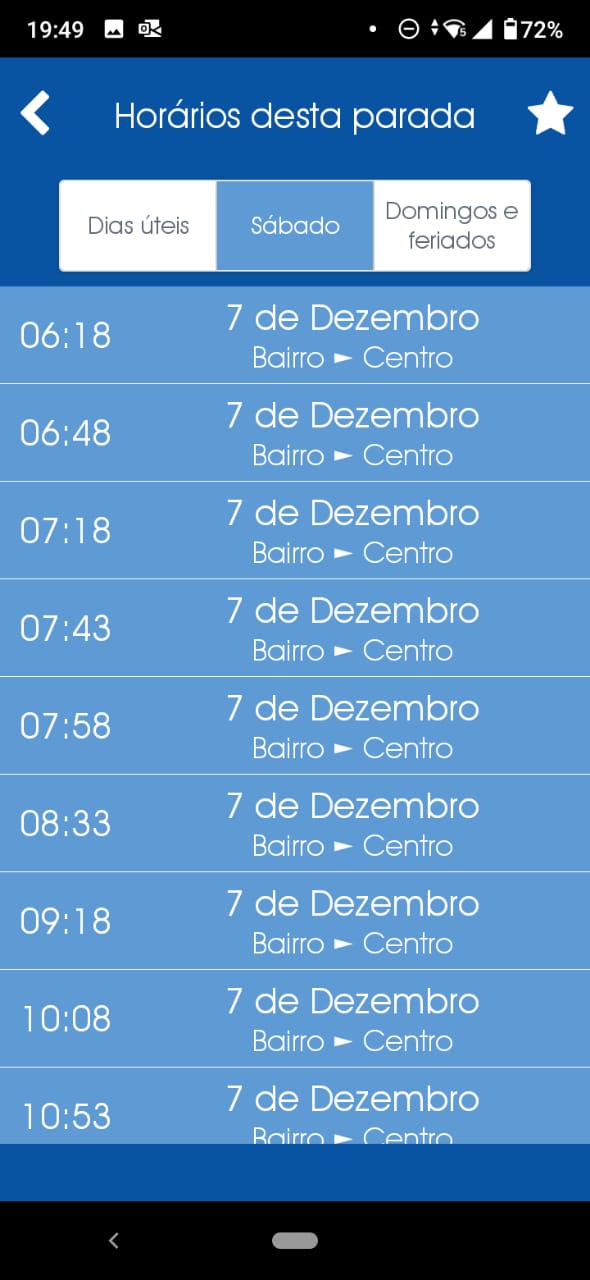 19:49
72%
Horários desta parada
Dias úteis
Sábado
Domingos e
feriados
06:18
7 de Dezembro
Bairro ► Centro
06:48
7 de Dezembro
Bairro ► Centro
07:18
7 de Dezembro
Bairro ► Centro
07:43
7 de Dezembro
Bairro ► Centro
07:58
7 de Dezembro
Bairro ► Centro
08:33
7 de Dezembro
Bairro ► Centro
09:18
7 de Dezembro
Bairro ► Centro
10:08
7 de Dezembro
Bairro ► Centro
10:53
7 de Dezembro
Bairro ► Centro